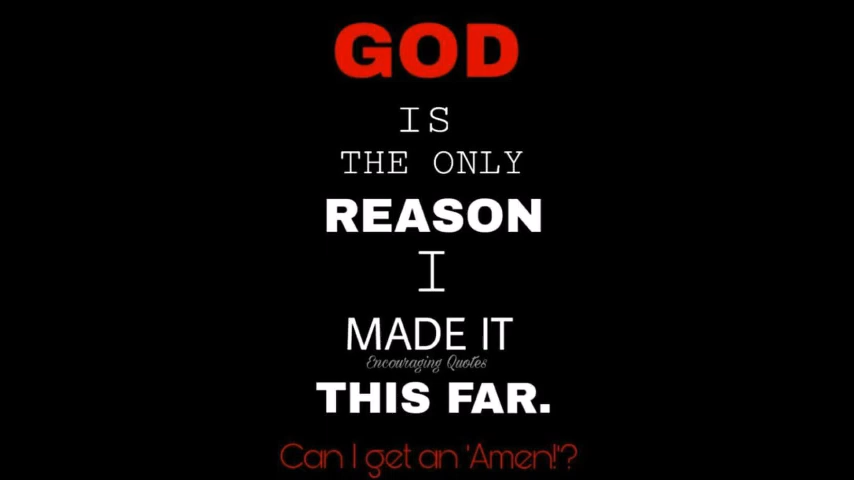 GOD
IS
THE ONLY
REASON
I
MADE IT
Encouraging Quotes
THIS FAR.
Can I get an 'Amen!'?